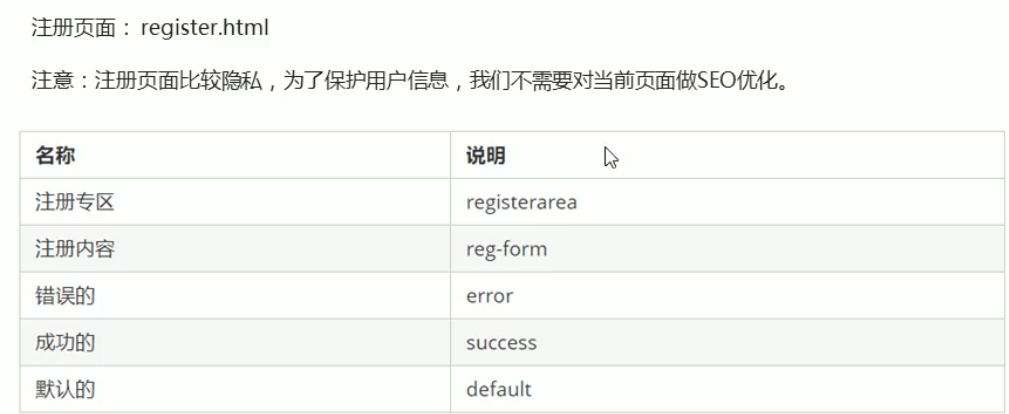 注册页面： register.html
注意：注册页面比较隐私，为了保护用户信息，我们不需要对当前页面做SEO优化。
名称 说明
注册专区 registerarea
注册内容 reg-form
错误的 error
成功的 success
默认的 default